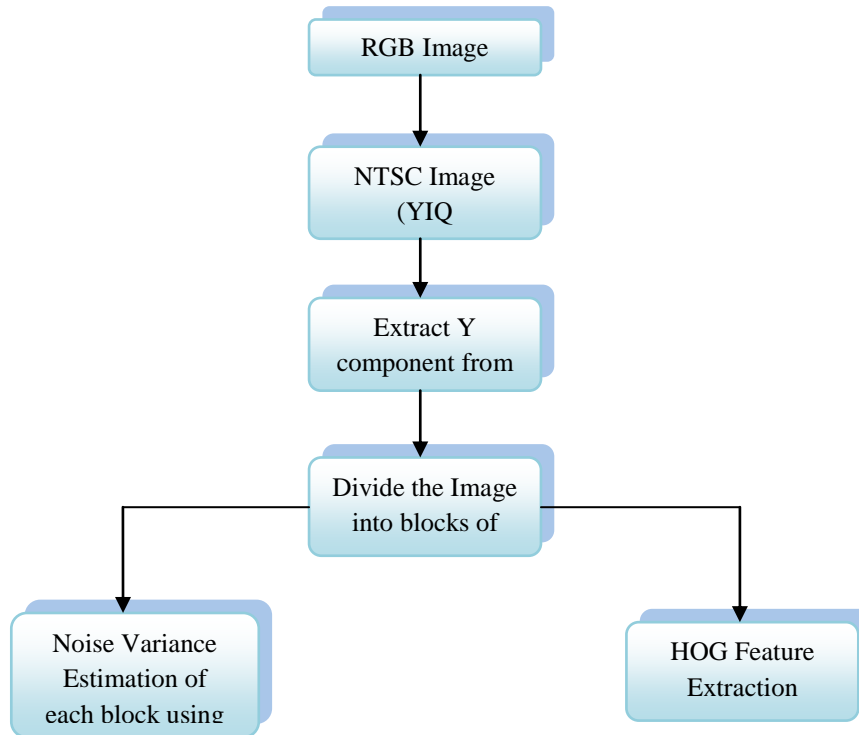 RGB Image
NTSC Image
(YIQ
Extract Y
component from
Divide the Image
into blocks of
Noise Variance
Estimation of
each block using
HOG Feature
Extraction